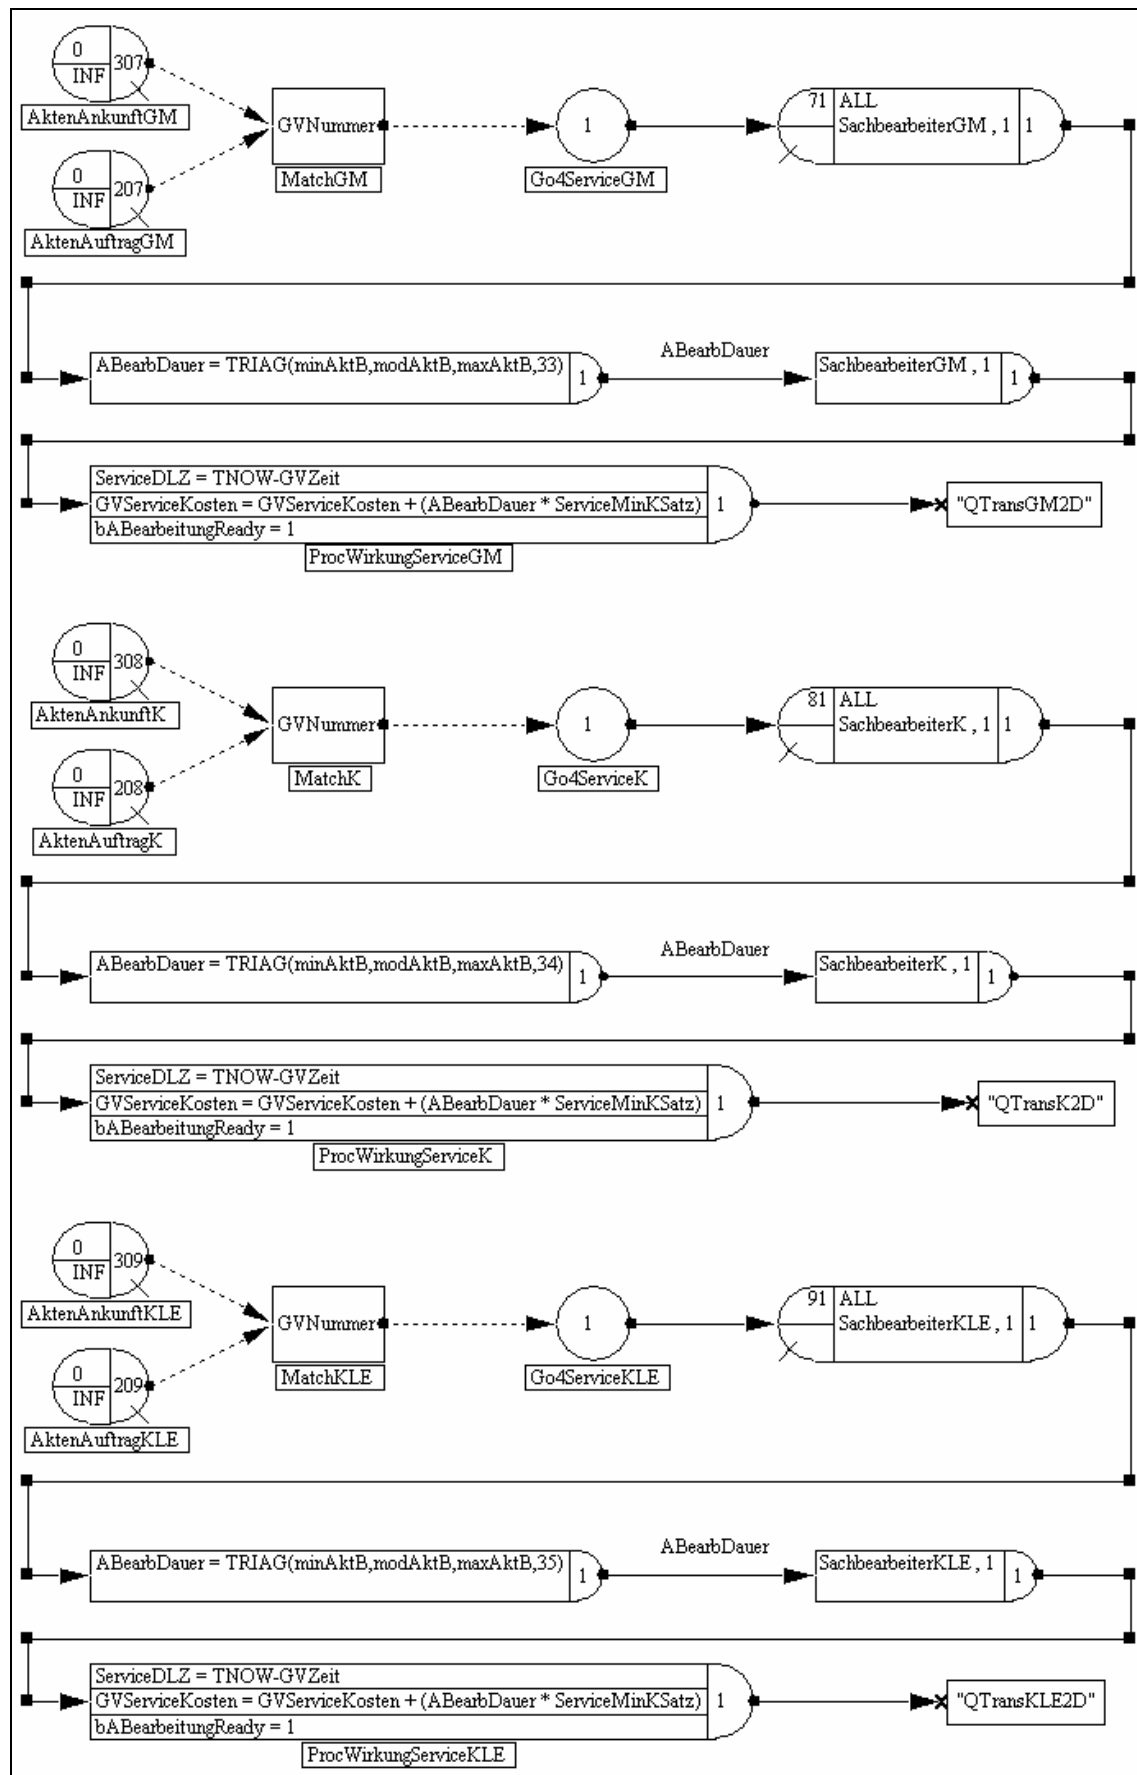 0
INF
307
AktenAnkunftGM
0
INF
207
AktenAuftragGM
GVNummer
MatchGM
1
Go4ServiceGM
71
ALL
SachbearbeiterGM , 1
1
ABearbDauer = TRIAG(minAktB,modAktB,maxAktB,33)
1
ABearbDauer
SachbearbeiterGM , 1
1
ServiceDLZ = TNOW-GVZeit
GVServiceKosten = GVServiceKosten + (ABearbDauer * ServiceMinKSatz)
bABearbeitungReady = 1
1
ProcWirkungServiceGM
"QTransGM2D"
0
INF
308
AktenAnkunftK
0
INF
208
AktenAuftragK
GVNummer
MatchK
1
Go4ServiceK
81
ALL
SachbearbeiterK , 1
1
ABearbDauer = TRIAG(minAktB,modAktB,maxAktB,34)
1
ABearbDauer
SachbearbeiterK , 1
1
ServiceDLZ = TNOW-GVZeit
GVServiceKosten = GVServiceKosten + (ABearbDauer * ServiceMinKSatz)
bABearbeitungReady = 1
1
ProcWirkungServiceK
"QTransK2D"
0
INF
309
AktenAnkunftKLE
0
INF
209
AktenAuftragKLE
GVNummer
MatchKLE
1
Go4ServiceKLE
91
ALL
SachbearbeiterKLE , 1
1
ABearbDauer = TRIAG(minAktB,modAktB,maxAktB,35)
1
ABearbDauer
SachbearbeiterKLE , 1
1
ServiceDLZ = TNOW-GVZeit
GVServiceKosten = GVServiceKosten + (ABearbDauer * ServiceMinKSatz)
bABearbeitungReady = 1
1
ProcWirkungServiceKLE
"QTransKLE2D"